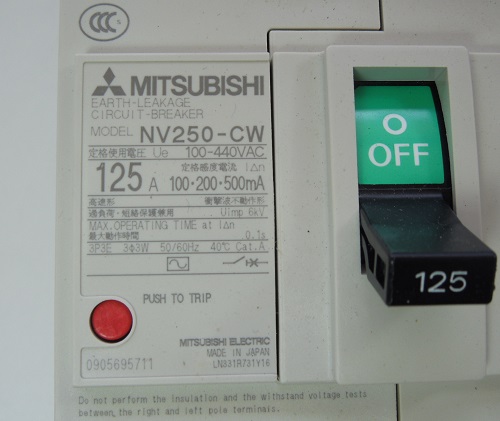 CCC
MITSUBISHI
EARTH-LEAKAGE
CIRCUIT-BREAKER
MODEL NV250-CW
定格使用電圧 Ue 100-440VAC
125 A 定格感度電流 I△n
100·200·500mA
高速形 衝撃波不動作形
過負荷・短絡保護兼用 Uimp 6kV
MAX.OPERATING TIME at I△n
最大動作時間 0.1s
3P3E 3ϕ3W 50/60Hz 40℃ Cat.A
PUSH TO TRIP
MITSUBISHI ELECTRIC
MADE IN JAPAN
0905695711 LN331R731Y16
Do not perform the insulation and the withstand voltage tests
between, the right and left pole terminals.
O
OFF
125